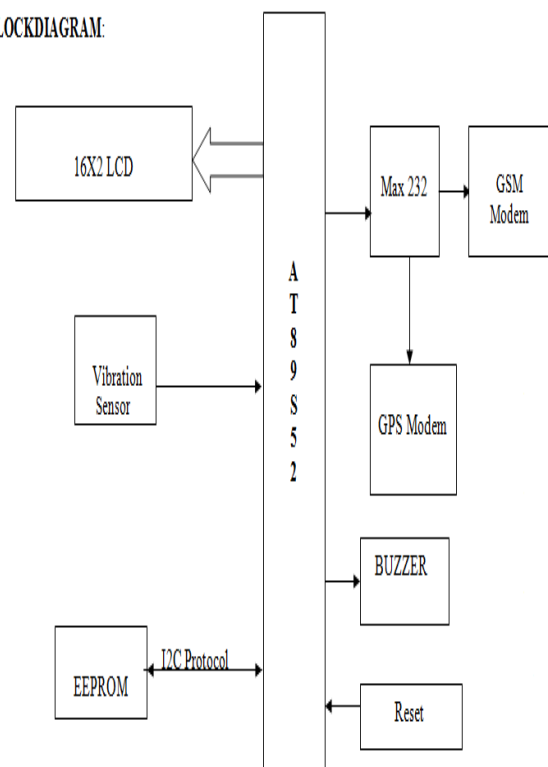 LOCKDIAGRAM:
16X2 LCD
Max 232
GSM
Modem
A
T
8
9
S
5
2
Vibration
Sensor
GPS Modem
BUZZER
I2C Protocol
EEPROM
Reset